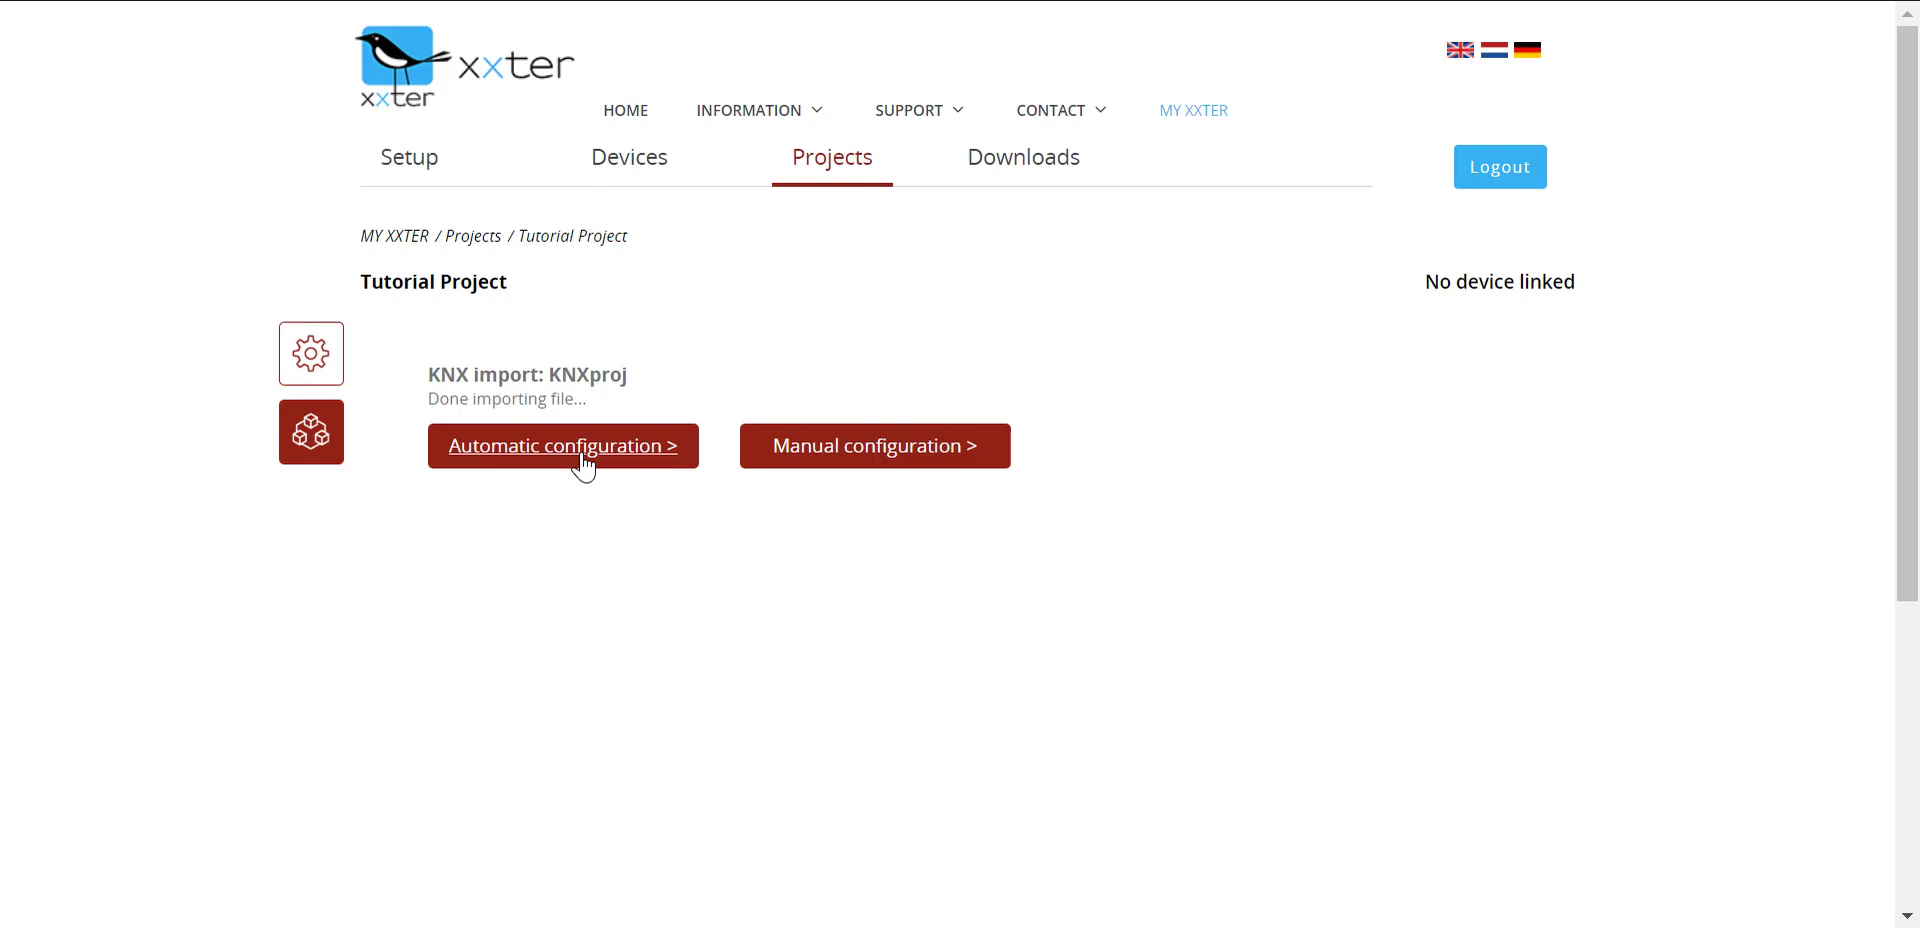 xxter
xxter
HOME
INFORMATION
SUPPORT
CONTACT
MY XXTER
Setup
Devices
Projects
Downloads
Logout
MY XXTER / Projects / Tutorial Project
Tutorial Project
No device linked
KNX import: KNXproj
Done importing file...
Automatic configuration >
Manual configuration >